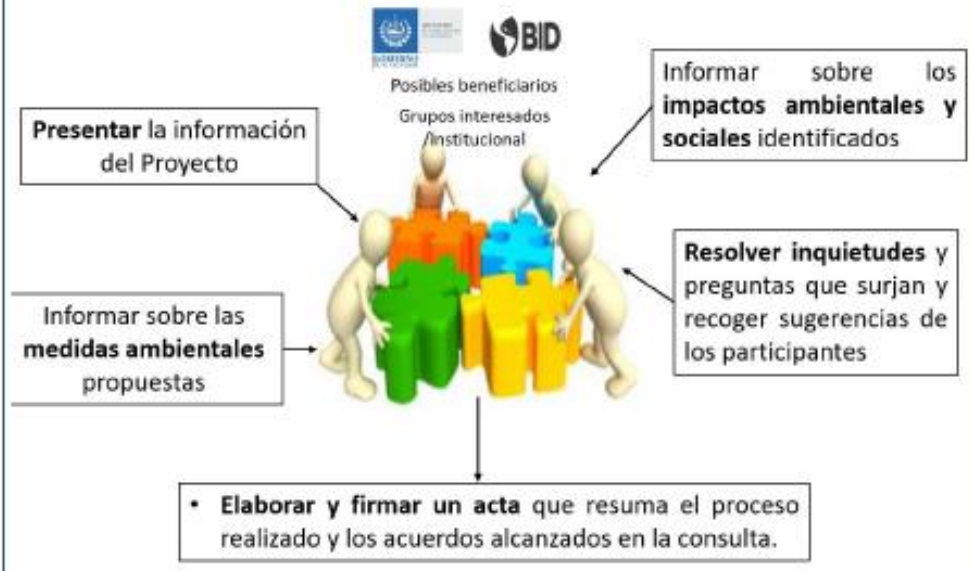 GOBIERNO
BID
Posibles beneficiarios
Grupos interesados
/Institucional
Presentar la información
del Proyecto
Informar sobre los
impactos ambientales y
sociales identificados
Informar sobre las
medidas ambientales
propuestas
Resolver inquietudes y
preguntas que surjan y
recoger sugerencias de
los participantes
• Elaborar y firmar un acta que resuma el proceso
realizado y los acuerdos alcanzados en la consulta.